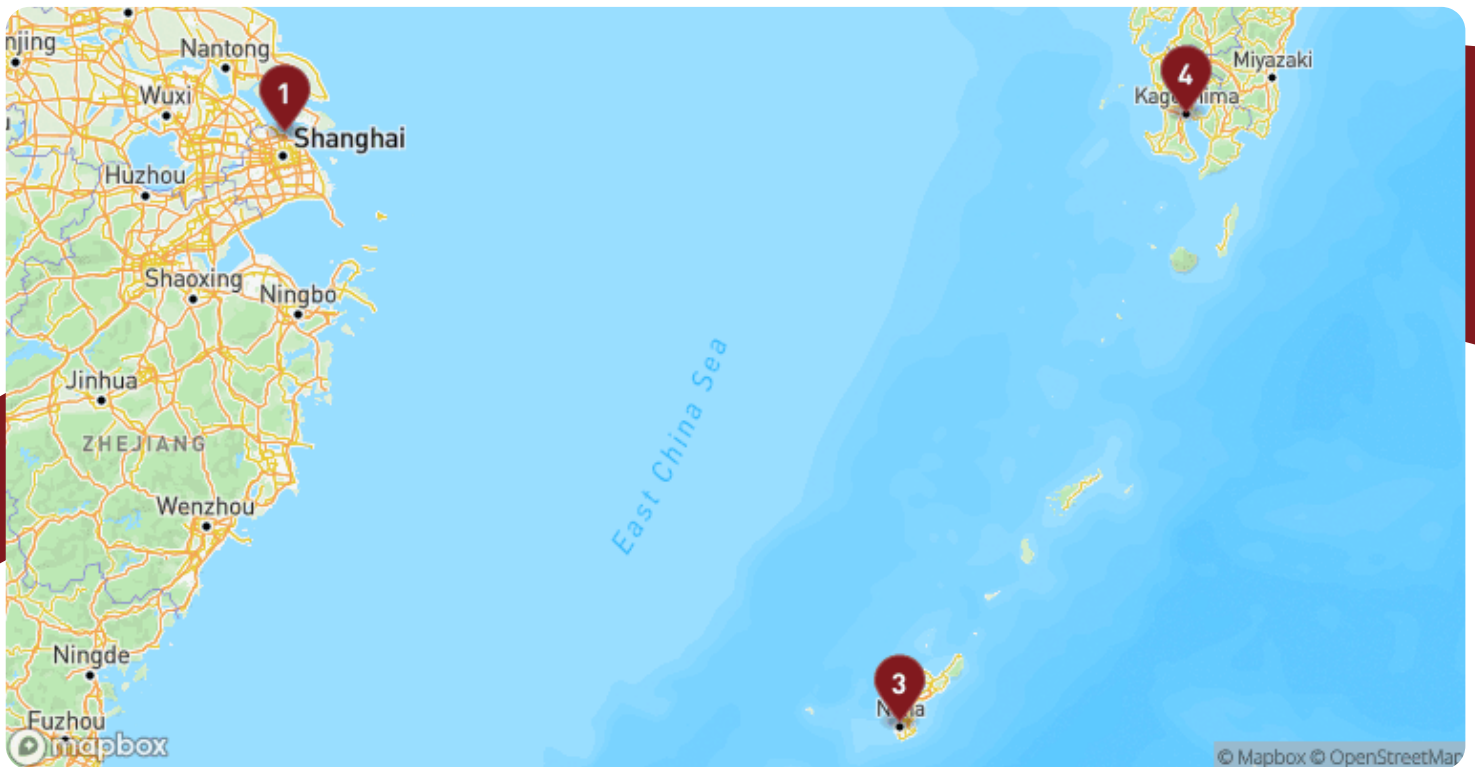 njing
Nantong
Miyazaki
1
4
Wuxi
Shanghai
Huzhou
Shaoxing
Ningbo
East China Sea
Jinhua
ZHEJIANG
Wenzhou
Ningde
3
Fuzhou
mapbox
© Mapbox © OpenStreetMap